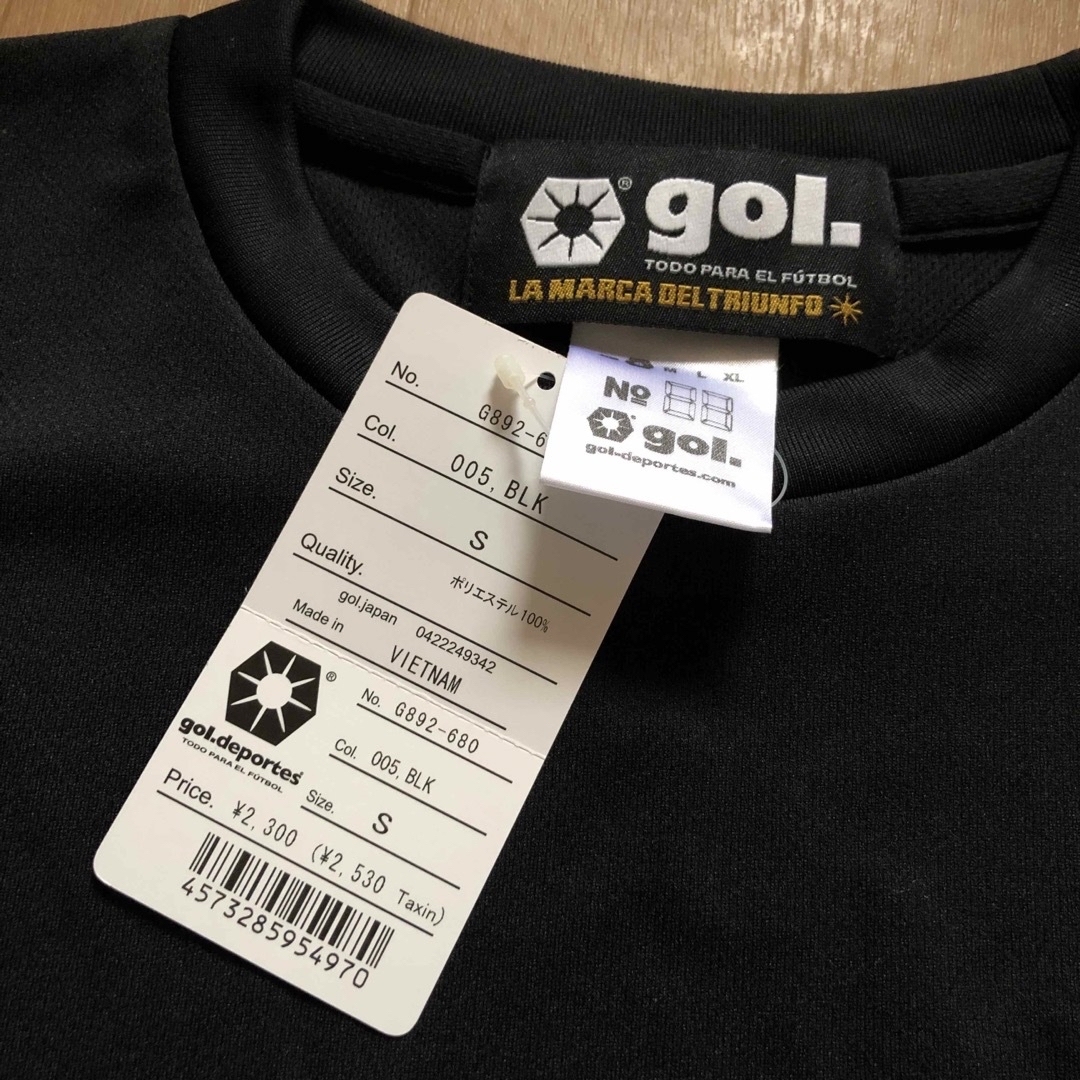 ® gol.
TODO PARA EL FÚTBOL
LA MARCA DEL TRIUNFO
M L XL
№
gol.
gol-deportes.com
No. G892-6
Col. 005, BLK
Size. S
Quality. ポリエステル100%
gol.japan 0422249342
Made in VIETNAM
®
gol.deportes
TODO PARA EL FÚTBOL
No. G892-680
Col. 005, BLK
Size. S
Price. ¥2,300 (¥2,530 Taxin)
4573285954970